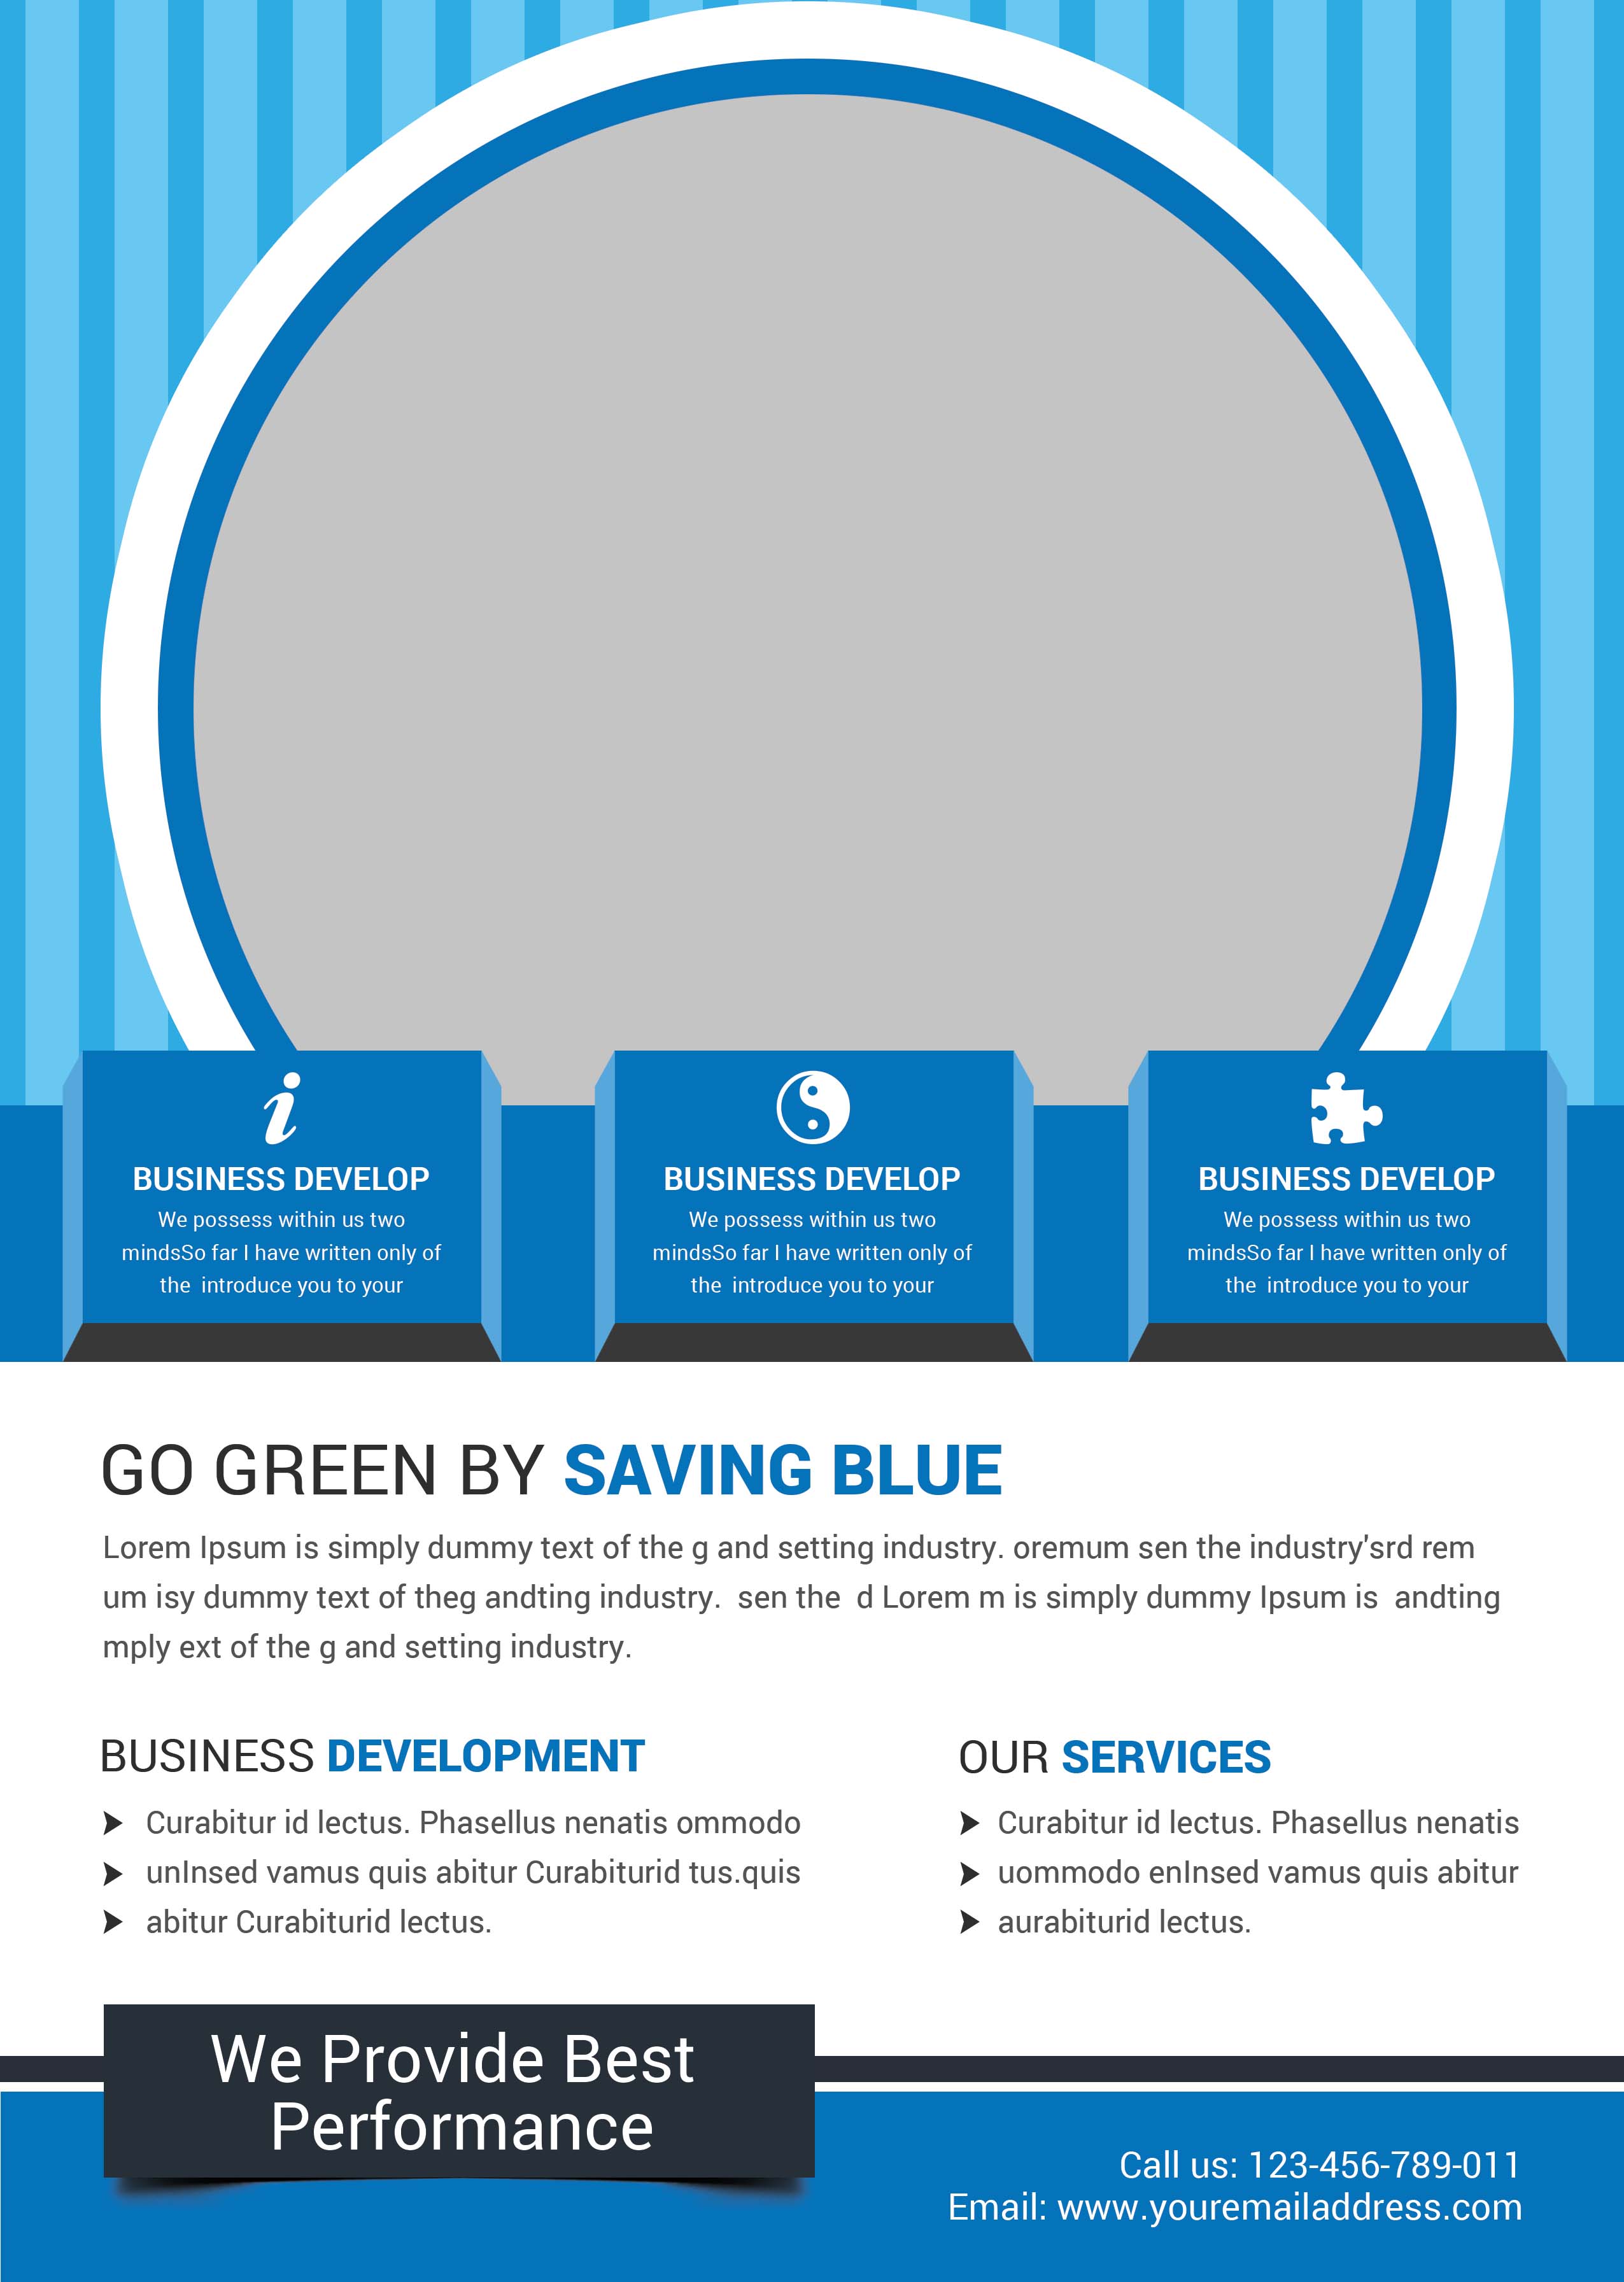 BUSINESS DEVELOP
We possess within us two
mindsSo far I have written only of
the  introduce you to your
BUSINESS DEVELOP
We possess within us two
mindsSo far I have written only of
the  introduce you to your
BUSINESS DEVELOP
We possess within us two
mindsSo far I have written only of
the  introduce you to your
GO GREEN BY SAVING BLUE
Lorem Ipsum is simply dummy text of the g and setting industry. oremum sen the industry'srd rem
um isy dummy text of theg andting industry.  sen the  d Lorem m is simply dummy Ipsum is  andting
mply ext of the g and setting industry.
BUSINESS DEVELOPMENT
Curabitur id lectus. Phasellus nenatis ommodo
unInsed vamus quis abitur Curabiturid tus.quis
abitur Curabiturid lectus.
OUR SERVICES
Curabitur id lectus. Phasellus nenatis
uommodo enInsed vamus quis abitur
aurabiturid lectus.
We Provide Best
Performance
Call us: 123-456-789-011
Email: www.youremailaddress.com